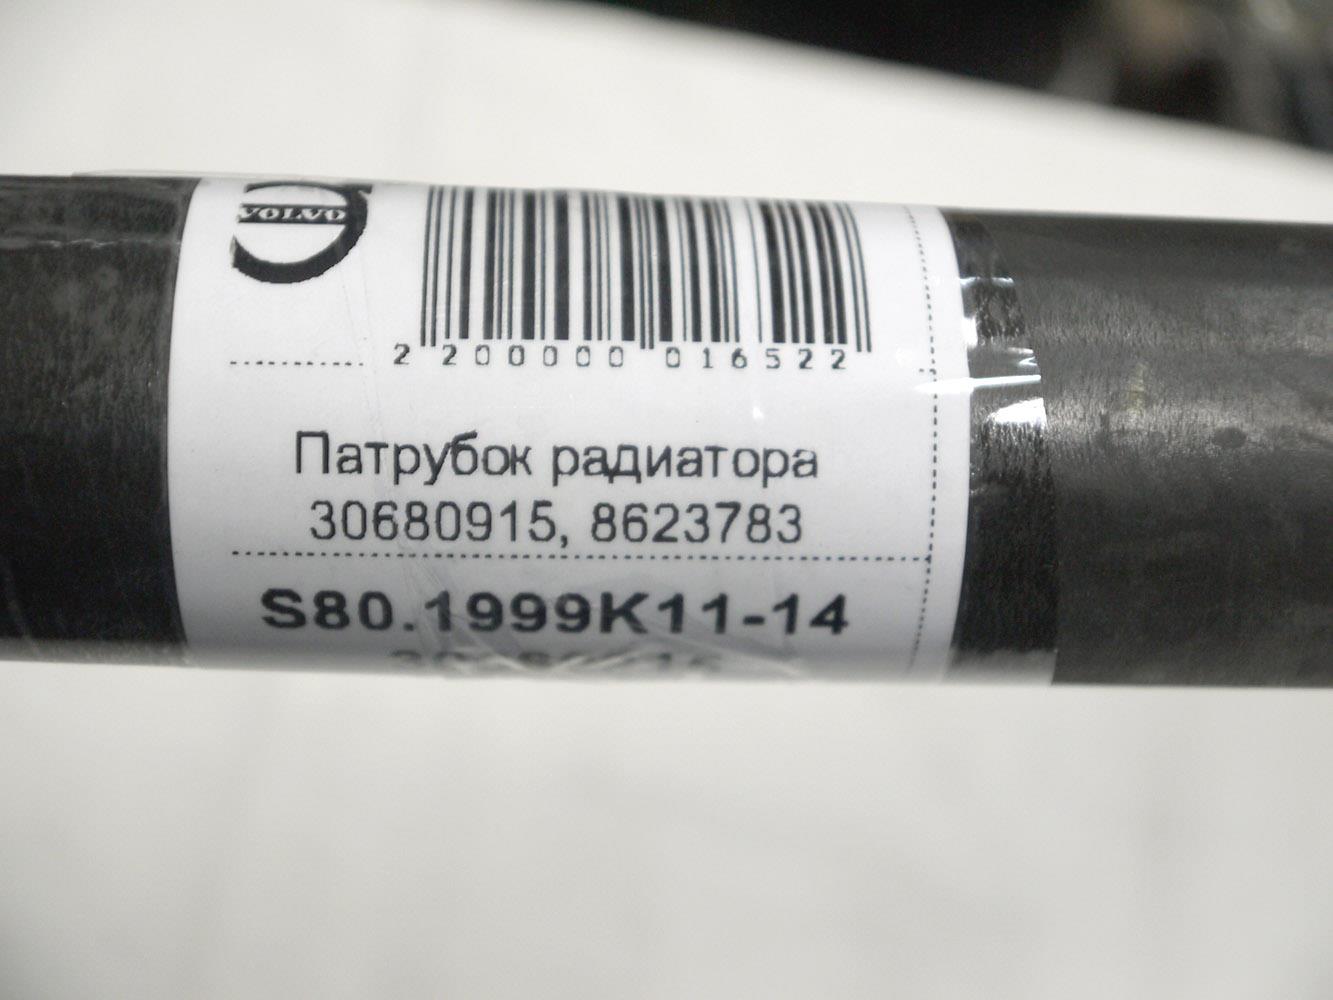 VOLVO
2 200000 016522
Патрубок радиатора
30680915, 8623783
S80.1999K11-14